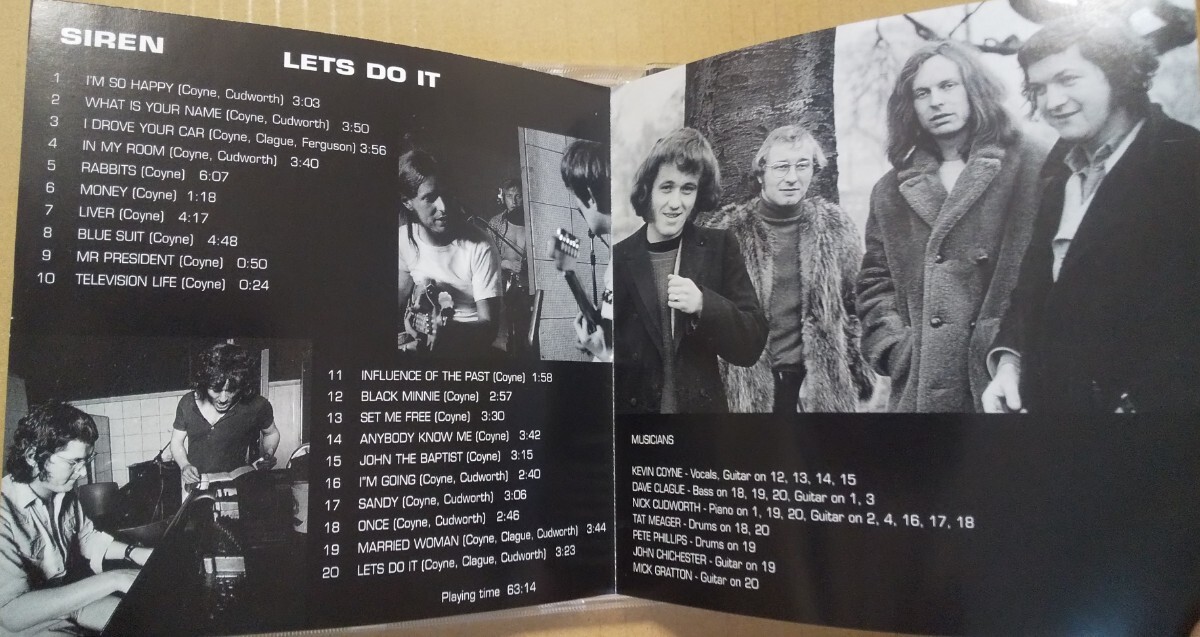 SIREN
LETS DO IT
1 I'M SO HAPPY (Coyne, Cudworth) 3:03
2 WHAT IS YOUR NAME (Coyne, Cudworth) 3:50
3 I DROVE YOUR CAR (Coyne, Clague, Ferguson) 3:56
4 IN MY ROOM (Coyne, Cudworth) 3:40
5 RABBITS (Coyne) 6:07
6 MONEY (Coyne) 1:18
7 LIVER (Coyne) 4:17
8 BLUE SUIT (Coyne) 4:48
9 MR PRESIDENT (Coyne) 0:50
10 TELEVISION LIFE (Coyne) 0:24
11 INFLUENCE OF THE PAST (Coyne) 1:58
12 BLACK MINNIE (Coyne) 2:57
13 SET ME FREE (Coyne) 3:30
14 ANYBODY KNOW ME (Coyne) 3:42
15 JOHN THE BAPTIST (Coyne) 3:15
16 I"M GOING (Coyne, Cudworth) 2:40
17 SANDY (Coyne, Cudworth) 3:06
18 ONCE (Coyne, Cudworth) 2:46
19 MARRIED WOMAN (Coyne, Clague, Cudworth) 3:44
20 LETS DO IT (Coyne, Clague, Cudworth) 3:23
Playing time 63:14
MUSICIANS
KEVIN COYNE - Vocals, Guitar on 12, 13, 14, 15
DAVE CLAGUE - Bass on 18, 19, 20, Guitar on 1, 3
NICK CUDWORTH - Piano on 1, 19, 20, Guitar on 2, 4, 16, 17, 18
TAT MEAGER - Drums on 18, 20
PETE PHILLIPS - Drums on 19
JOHN CHICHESTER - Guitar on 19
MICK GRATTON - Guitar on 20